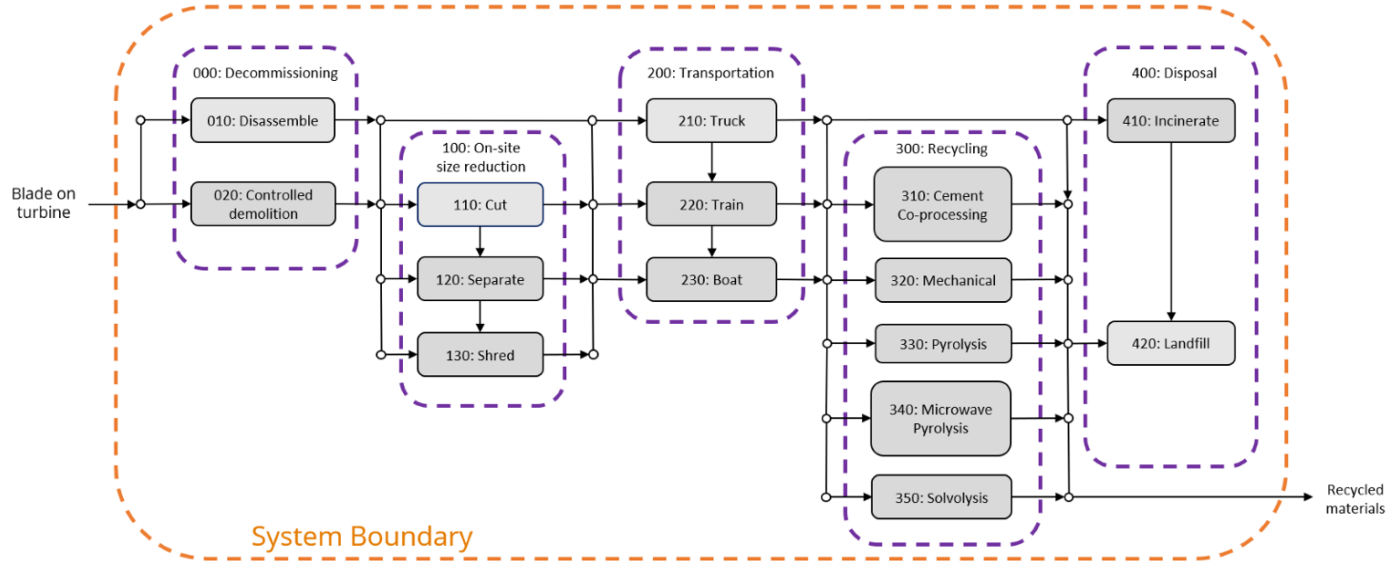 Blade on
turbine
000: Decommissioning
010: Disassemble
020: Controlled
demolition
100: On-site
size reduction
110: Cut
120: Separate
130: Shred
200: Transportation
210: Truck
220: Train
230: Boat
300: Recycling
310: Cement
Co-processing
320: Mechanical
330: Pyrolysis
340: Microwave
Pyrolysis
350: Solvolysis
400: Disposal
410: Incinerate
420: Landfill
Recycled
materials
System Boundary